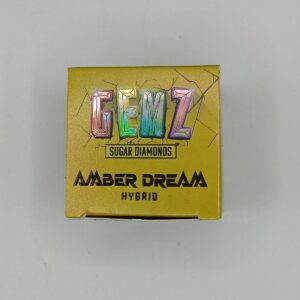 GEMZ
SUGAR DIAMONDS
AMBER DREAM
HYBRID